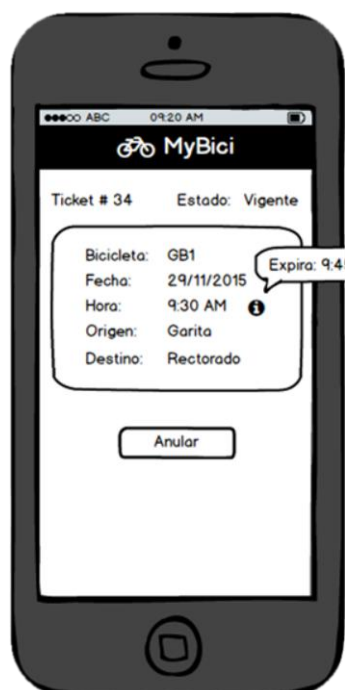 ABC 09:20 AM
MyBici
Ticket # 34 Estado: Vigente
Bicicleta: GB1
Fecha: 29/11/2015
Expira:
Hora: 9:30 AM
Origen: Garita
Destino: Rectorado
Anular